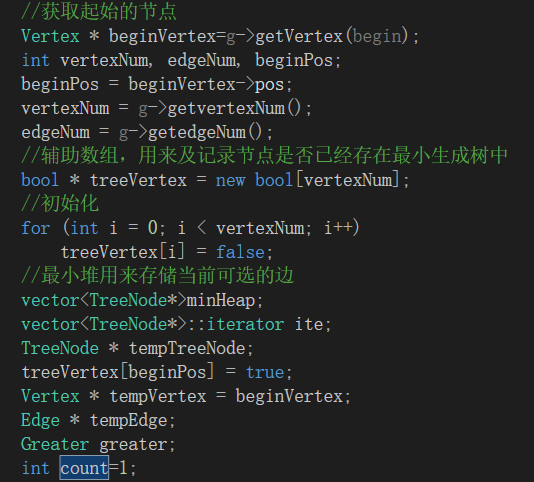 //获取起始的节点
Vertex * beginVertex=g->getVertex(begin);
int vertexNum, edgeNum, beginPos;
beginPos = beginVertex->pos;
vertexNum = g->getvertexNum();
edgeNum = g->getedgeNum();
//辅助数组，用来及记录节点是否已经存在最小生成树中
bool * treeVertex = new bool[vertexNum];
//初始化
for (int i = 0; i < vertexNum; i++)
treeVertex[i] = false;
//最小堆用来存储当前可选的边
vector<TreeNode*>minHeap;
vector<TreeNode*>::iterator ite;
TreeNode * tempTreeNode;
treeVertex[beginPos] = true;
Vertex * tempVertex = beginVertex;
Edge * tempEdge;
Greater greater;
int count=1;